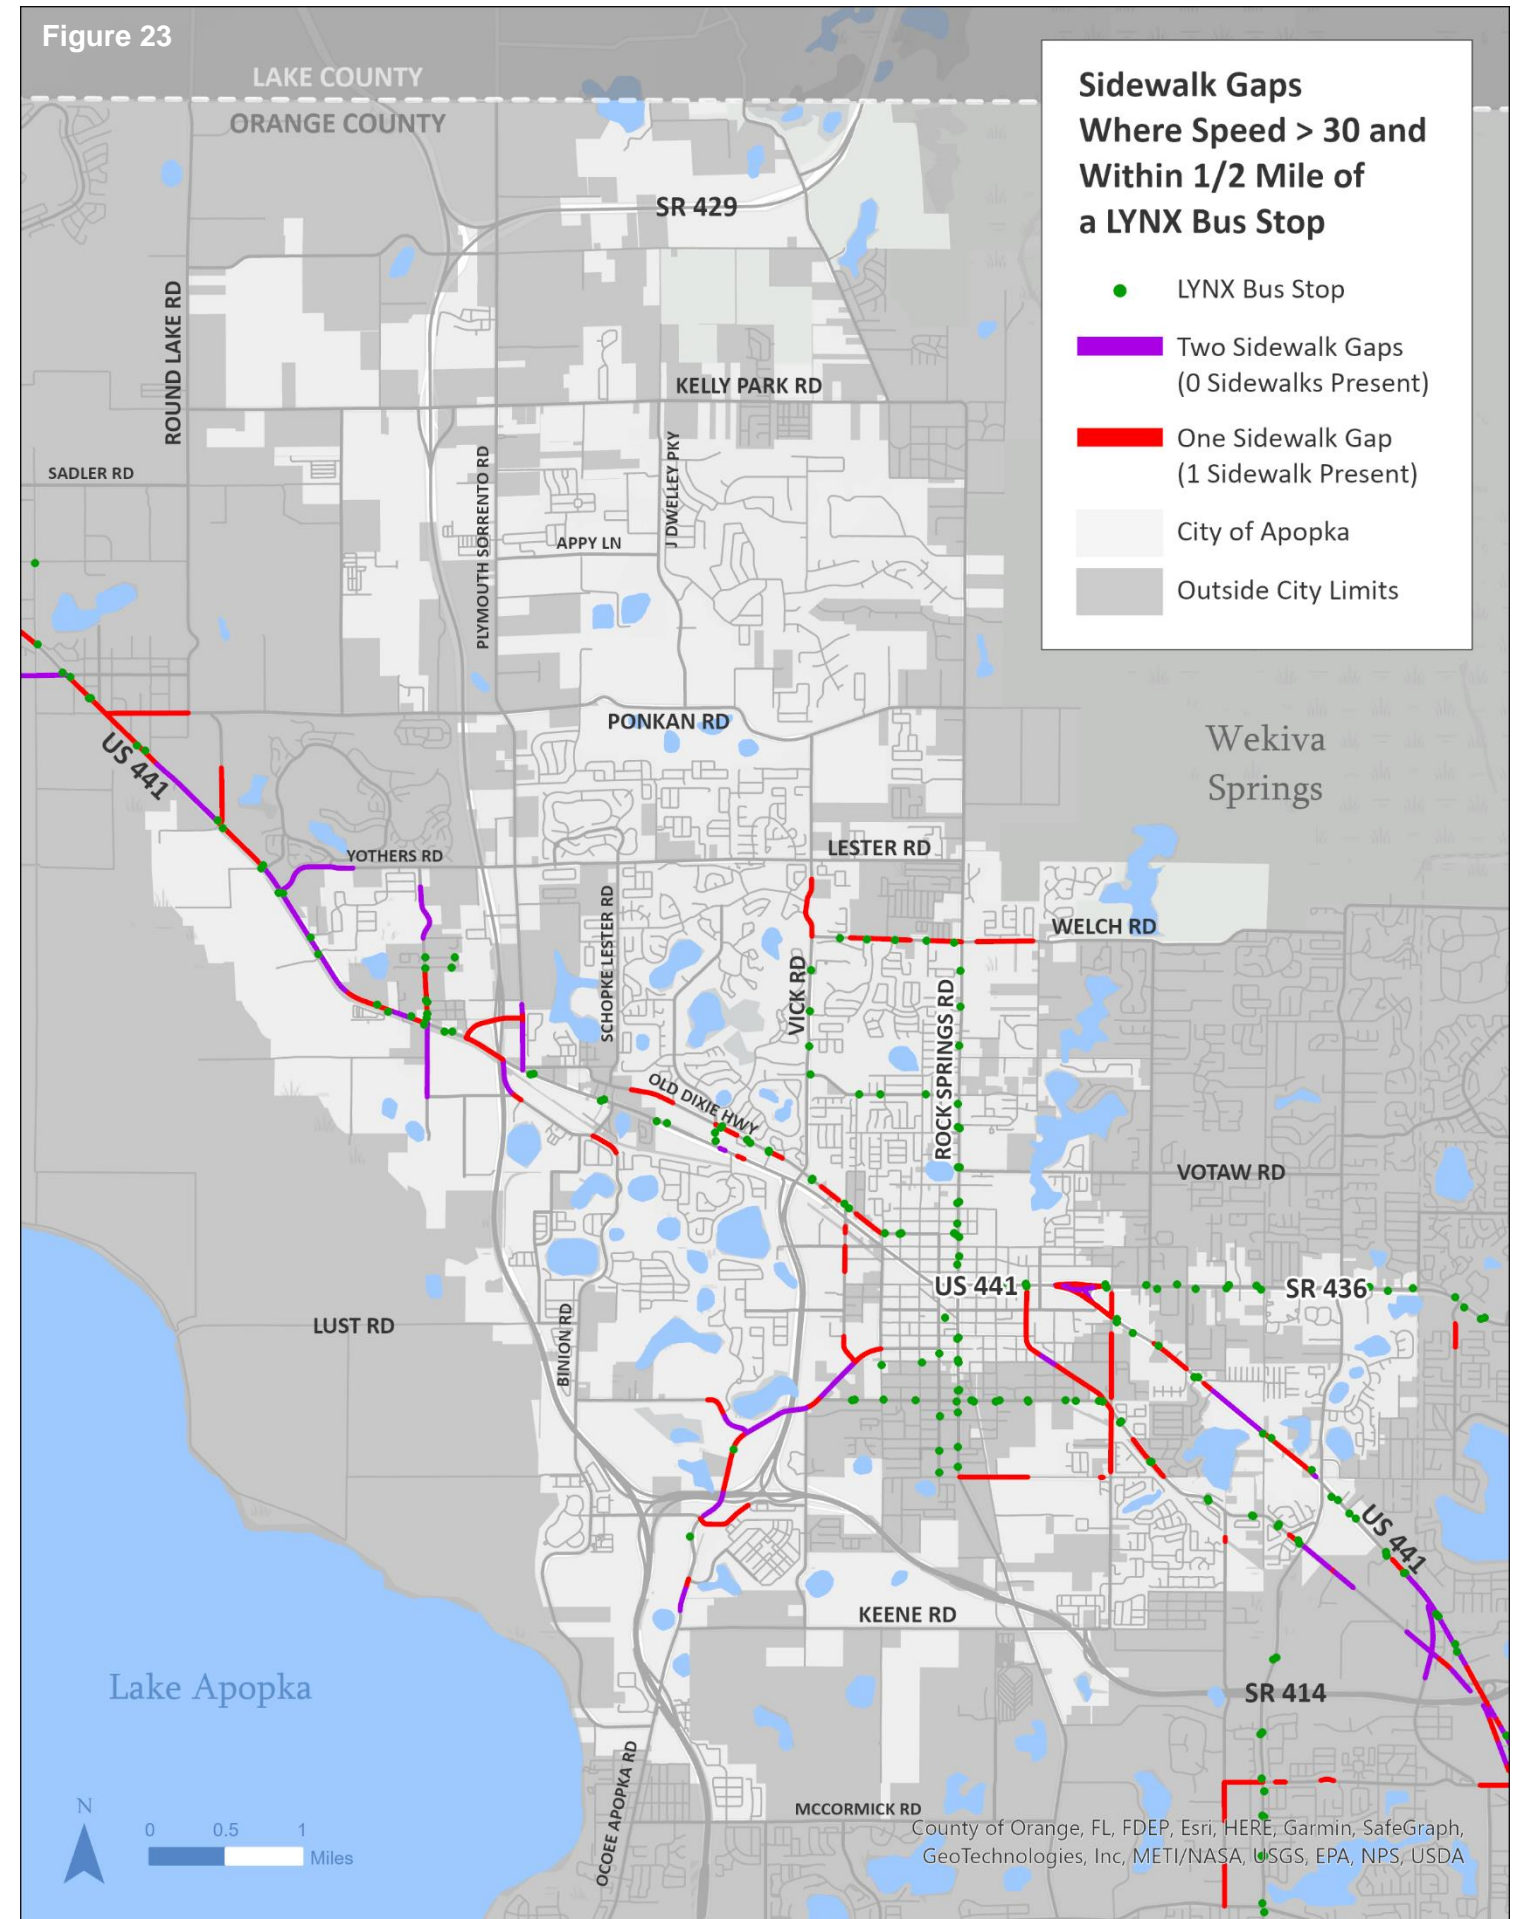 Figure 23
LAKE COUNTY
ORANGE COUNTY
Sidewalk Gaps
Where Speed > 30 and
Within 1/2 Mile of
a LYNX Bus Stop
LYNX Bus Stop
Two Sidewalk Gaps
(0 Sidewalks Present)
One Sidewalk Gap
(1 Sidewalk Present)
City of Apopka
Outside City Limits
SR 429
ROUND LAKE RD
KELLY PARK RD
SADLER RD
PLYMOUTH SORRENTO RD
J DWELLEY PKY
APPY LN
PONKAN RD
US 441
Wekiva
Springs
YOTHERS RD
LESTER RD
SCHOPKE LESTER RD
WELCH RD
VICK RD
ROCK SPRINGS RD
OLD DIXIE HWY
VOTAW RD
US 441
SR 436
LUST RD
BINION RD
US 441
KEENE RD
Lake Apopka
SR 414
OCOEE APOPKA RD
MCCORMICK RD
N
0 0.5 1
Miles
County of Orange, FL, FDEP, Esri, HERE, Garmin, SafeGraph,
GeoTechnologies, Inc, METI/NASA, USGS, EPA, NPS, USDA